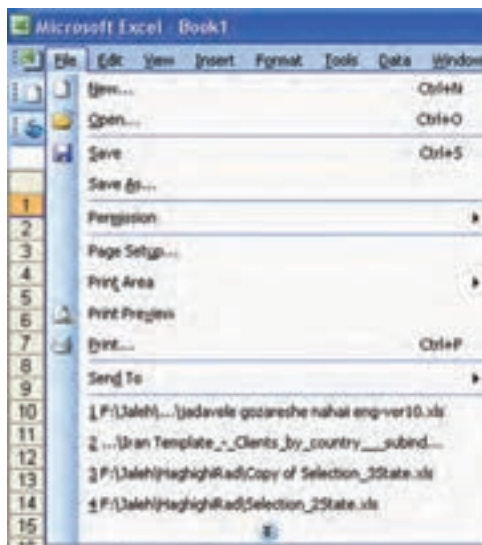 Microsoft Excel - Book1
File Edit View Insert Format Tools Data Window
New... Ctrl+N
Open... Ctrl+O
Save Ctrl+S
Save As...
Permission
Page Setup...
Print Area
Print Preview
Print... Ctrl+P
Send To
1 F:\Jaleh\...\jadavele gozareshe nahai eng-ver10.xls
2 ...\Iran Template_-_Clients_by_country___subind...
3 F:\Jaleh\HaghighiRad\Copy of Selection_3State.xls
4 F:\Jaleh\HaghighiRad\Selection_2State.xls
1
2
3
4
5
6
7
8
9
10
11
12
13
14
15